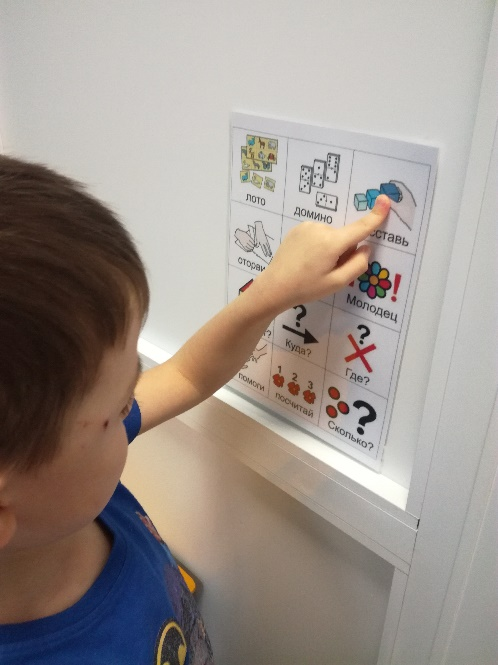 лото
домино
Молодец!
?
Куда?
?
Где?
помоги
1 2 3
посчитай
?
Сколько?